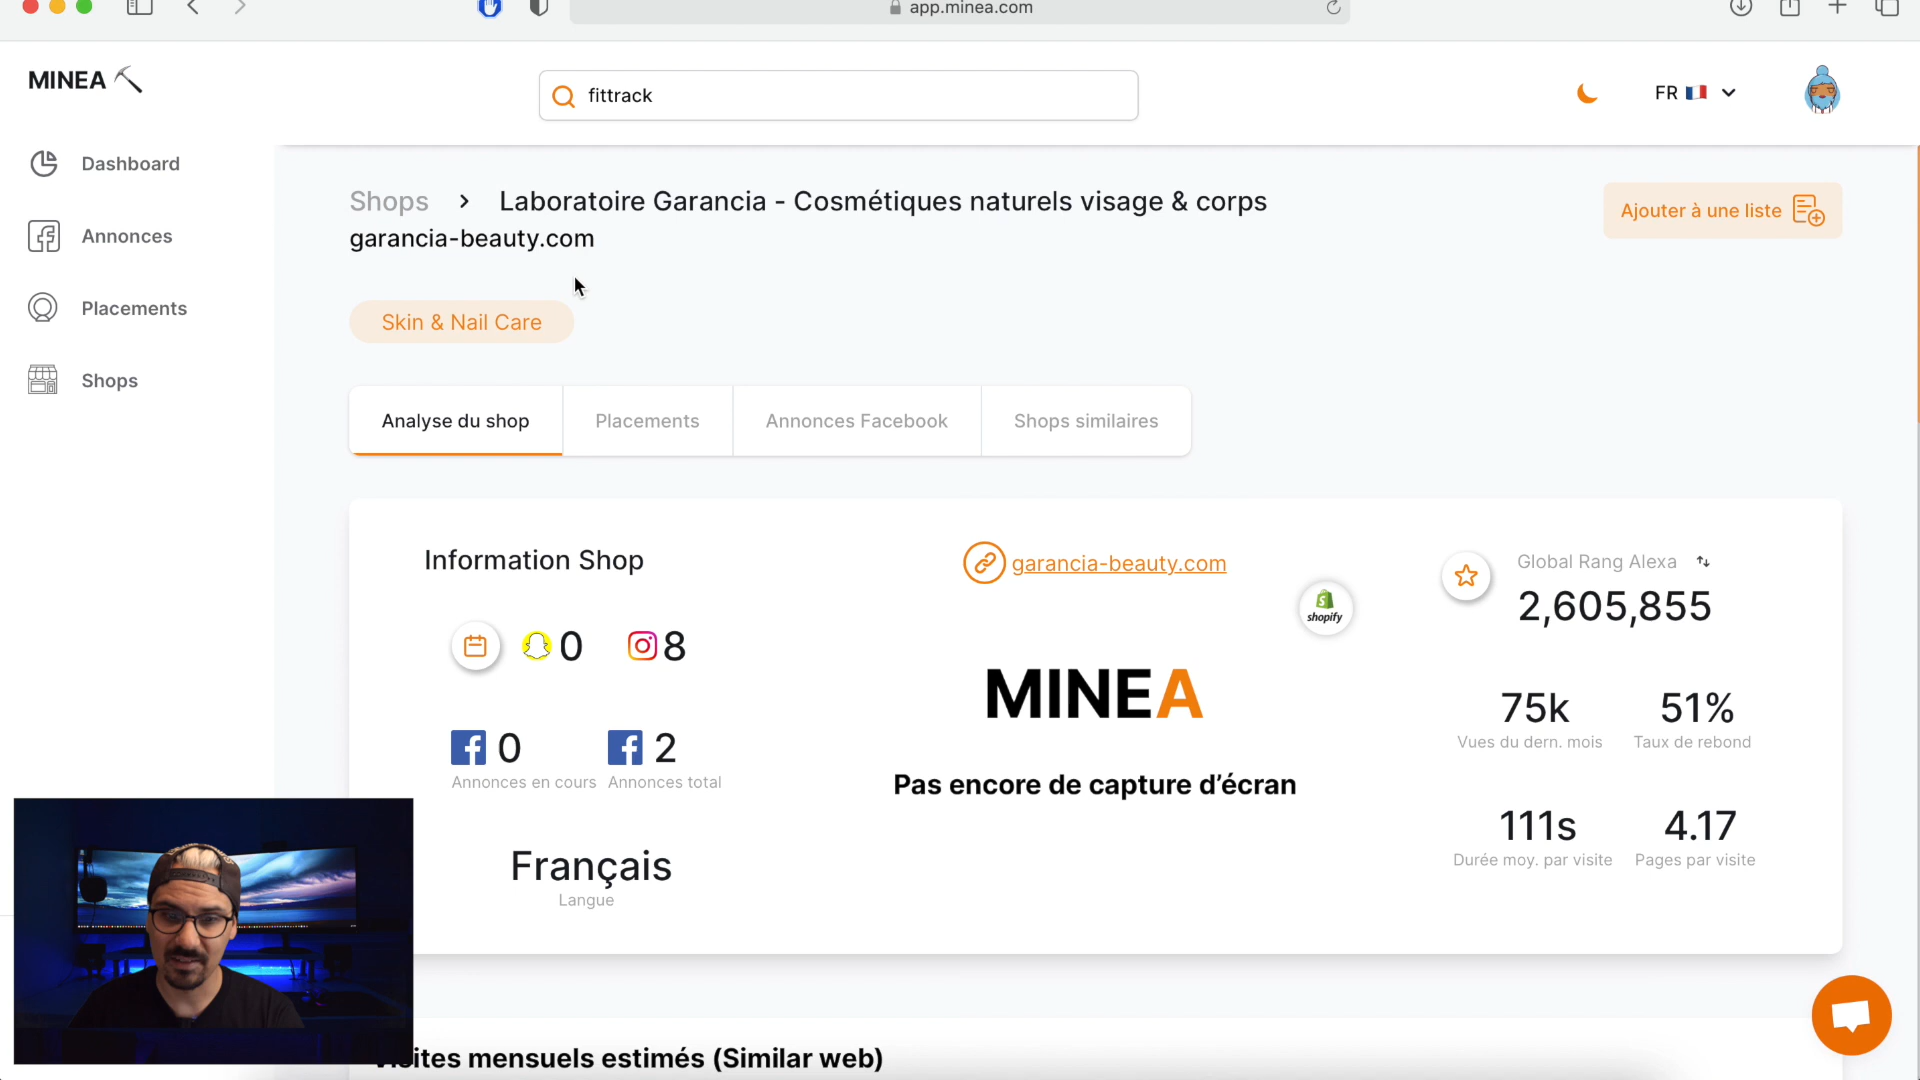 app.minea.com
MINEA
fittrack
FR
Dashboard
Annonces
Placements
Shops
Shops > Laboratoire Garancia - Cosmétiques naturels visage & corps
garancia-beauty.com
Ajouter à une liste
Skin & Nail Care
Analyse du shop
Placements
Annonces Facebook
Shops similaires
Information Shop
0
8
0
Annonces en cours
2
Annonces total
Français
Langue
garancia-beauty.com
shopify
MINEA
Pas encore de capture d’écran
Global Rang Alexa
2,605,855
75k
Vues du dern. mois
51%
Taux de rebond
111s
Durée moy. par visite
4.17
Pages par visite
mensuels estimés (Similar web)